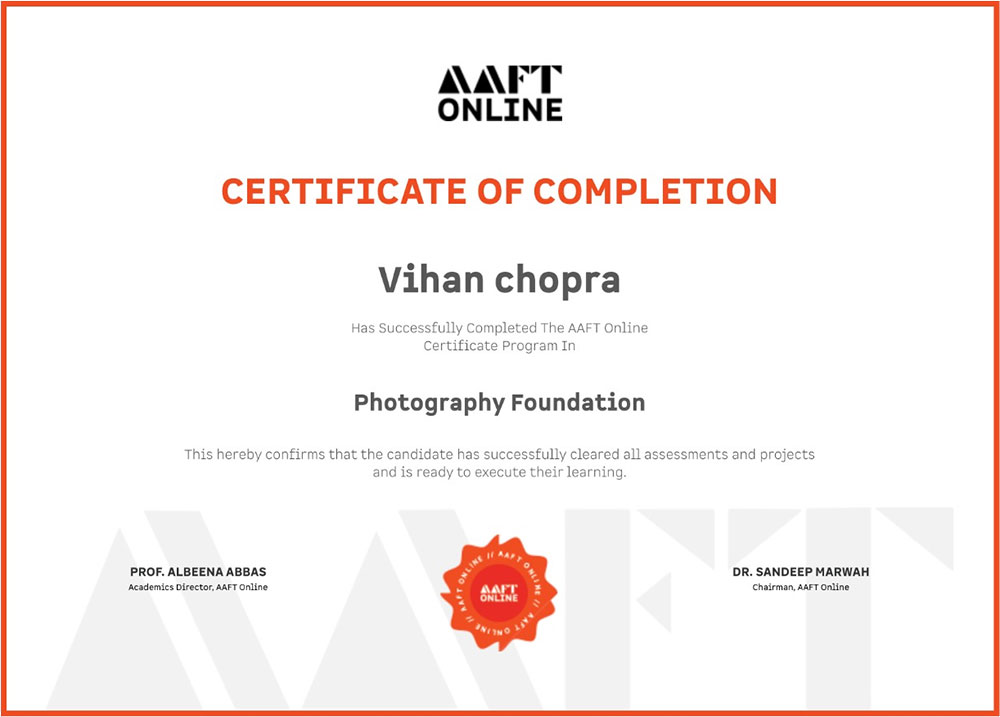 AAFT
ONLINE
CERTIFICATE OF COMPLETION
Vihan chopra
Has Successfully Completed The AAFT Online
Certificate Program In
Photography Foundation
This hereby confirms that the candidate has successfully cleared all assessments and projects
and is ready to execute their learning.
AAFT
PROF. ALBEENA ABBAS
Academics Director, AAFT Online
AAFT ONLINE // AAFT ONLINE // AAFT ONLINE //
AAFT
ONLINE
DR. SANDEEP MARWAH
Chairman, AAFT Online